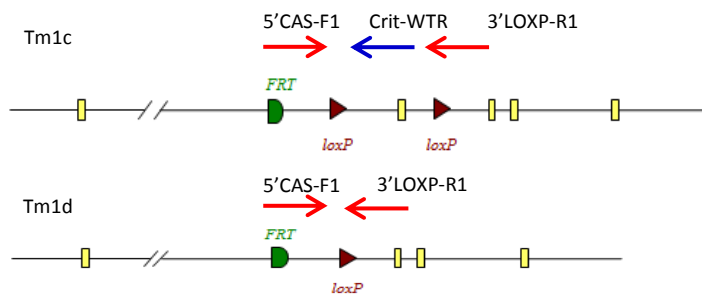 5'CAS-F1 Crit-WTR 3'LOXP-R1
Tm1c
FRT
loxP loxP
5'CAS-F1 3'LOXP-R1
Tm1d
FRT
loxP